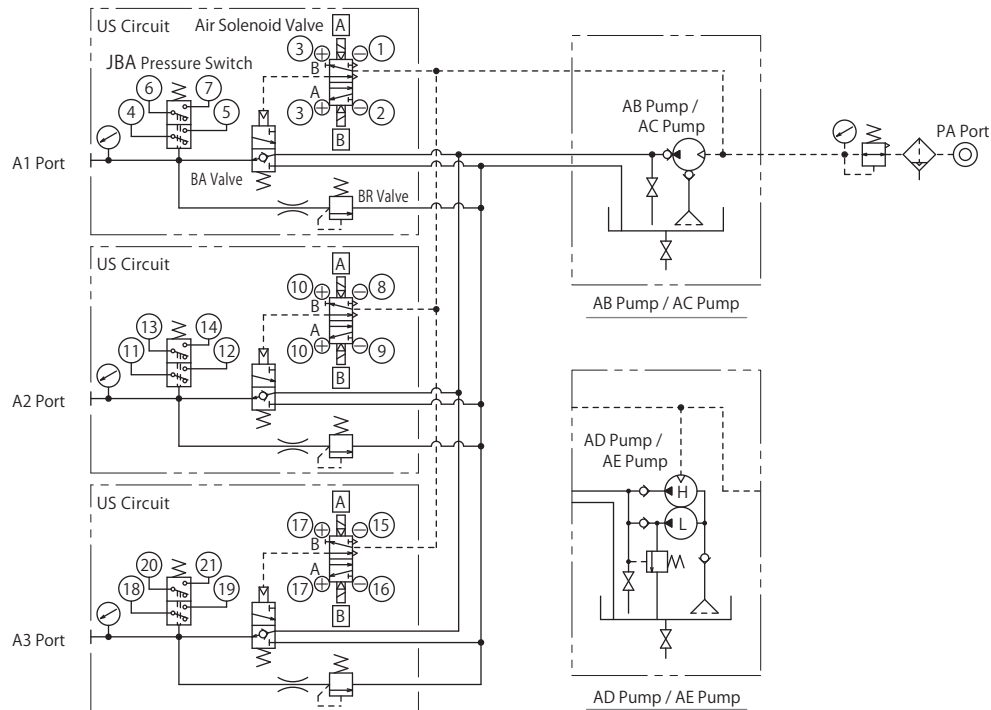 US Circuit
Air Solenoid Valve
A
3
1
B
JBA Pressure Switch
6
7
4
5
A
3
2
B
A1 Port
BA Valve
BR Valve
AB Pump /
AC Pump
PA Port
AB Pump / AC Pump
US Circuit
A
10
8
B
13
14
11
12
A
10
9
B
A2 Port
US Circuit
A
17
15
B
20
21
18
19
A
17
16
B
A3 Port
AD Pump /
AE Pump
H
L
AD Pump / AE Pump